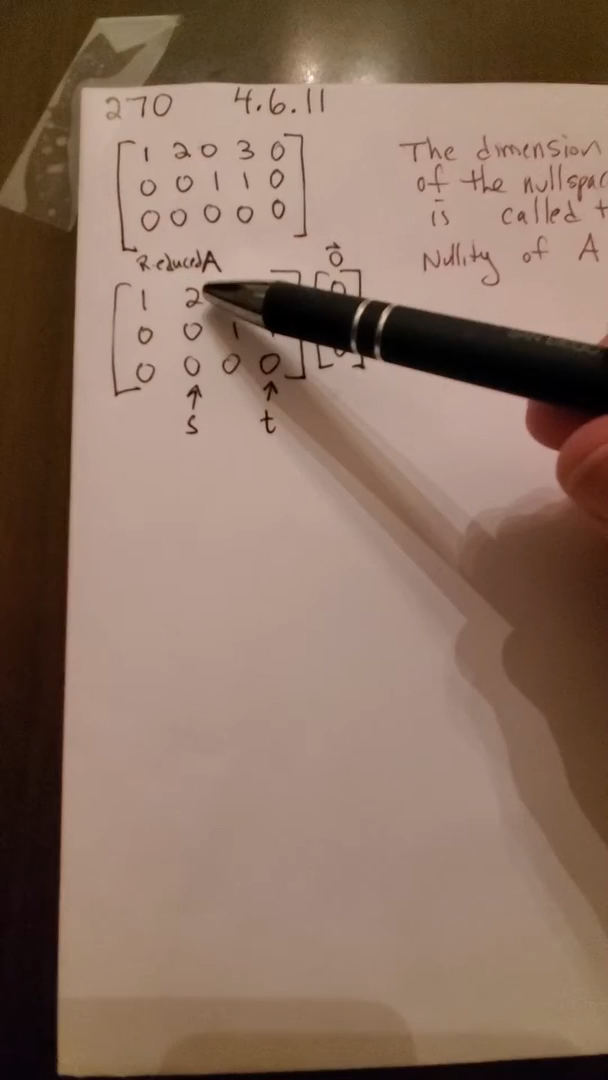 270 4.6.11
1 2 0 3 0
0 0 1 1 0
0 0 0 0 0
The dimension
of the nullspac
is called t
Nullity of A
Reduced A
0
1 2
0 0 1
0 0 0 0
s t